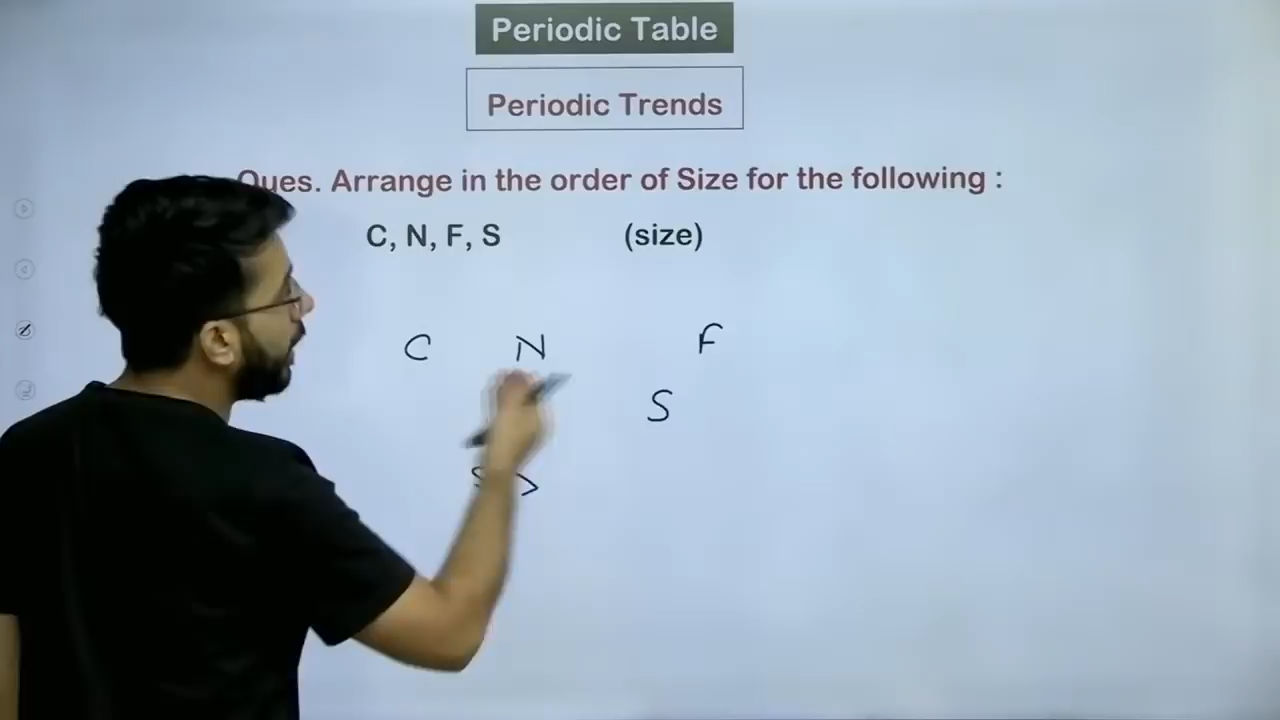 Periodic Table
Periodic Trends
Ques. Arrange in the order of Size for the following :
C, N, F, S (size)
C N F
S
S >